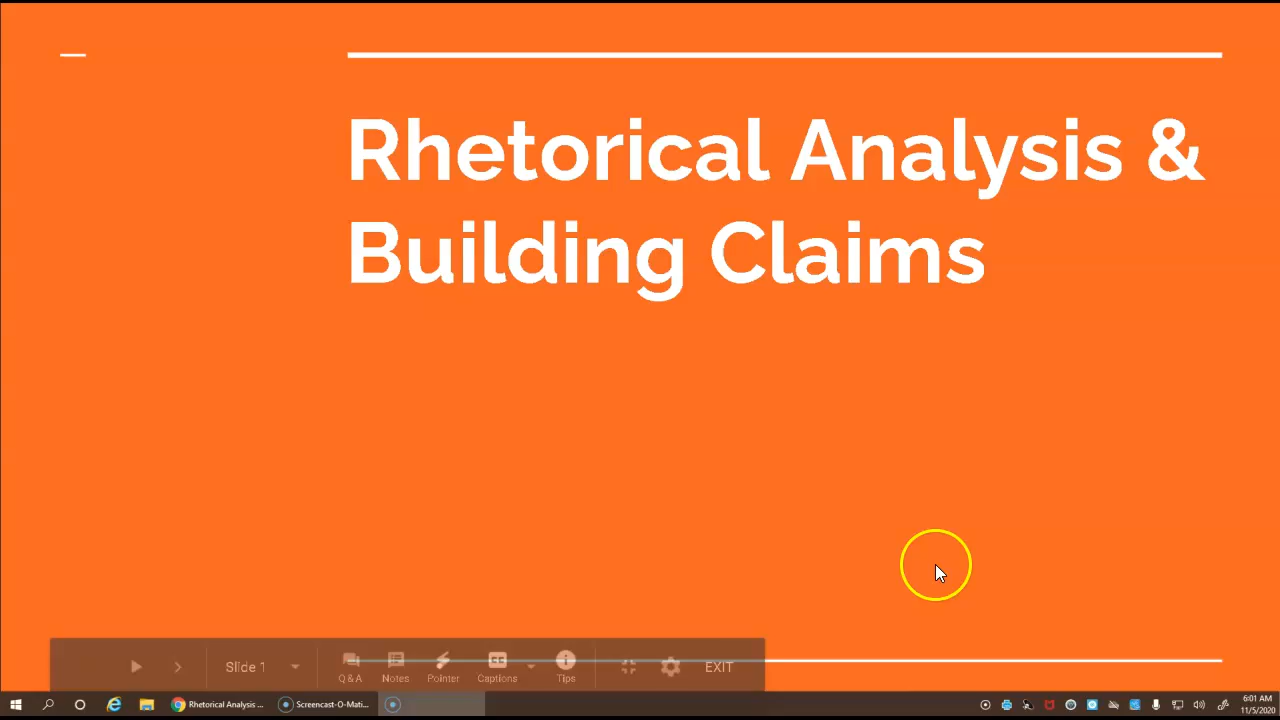 Rhetorical Analysis &
Building Claims
Slide 1
Q&A
Notes
Pointer
Captions
Tips
EXIT
Rhetorical Analysis ...
Screencast-O-Mati...
6:01 AM
11/5/2020